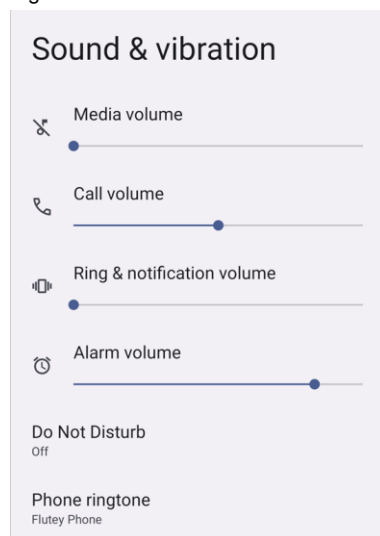 Sound & vibration
Media volume
Call volume
Ring & notification volume
Alarm volume
Do Not Disturb
Off
Phone ringtone
Flutey Phone